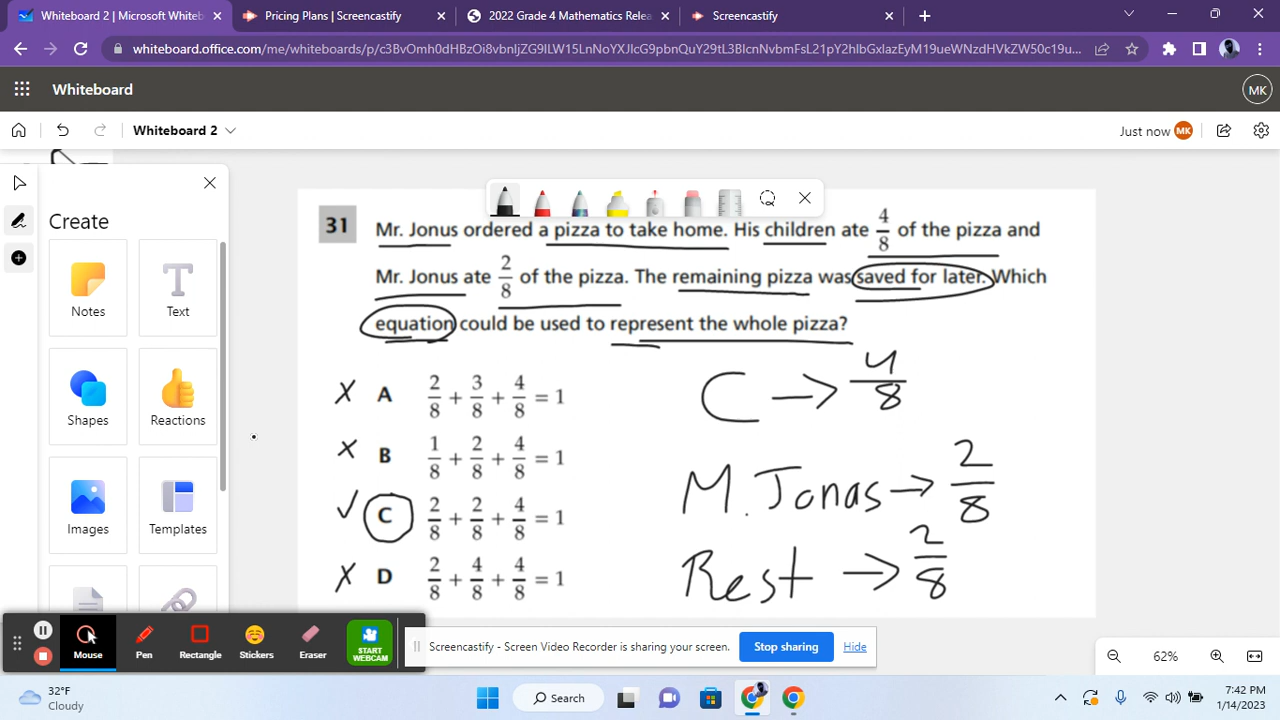 Whiteboard 2 | Microsoft Whiteb
Pricing Plans | Screencastify
2022 Grade 4 Mathematics Relea
Screencastify
Whiteboard
MK
Whiteboard 2
Just now MK
Create
Notes
Text
Shapes
Reactions
Images
Templates
31 Mr. Jonus ordered a pizza to take home. His children ate 4/8 of the pizza and
Mr. Jonus ate 2/8 of the pizza. The remaining pizza was saved for later. Which
equation could be used to represent the whole pizza?
X A 2/8 + 3/8 + 4/8 = 1
X B 1/8 + 2/8 + 4/8 = 1
✓ C 2/8 + 2/8 + 4/8 = 1
X D 2/8 + 4/8 + 4/8 = 1
C → 4/8
M. Jonas → 2/8
Rest → 2/8
Mouse
Pen
Rectangle
Stickers
Eraser
START WEBCAM
Screencastify - Screen Video Recorder is sharing your screen.
Stop sharing
Hide
62%
32°F
Cloudy
Search
7:42 PM
1/14/2023